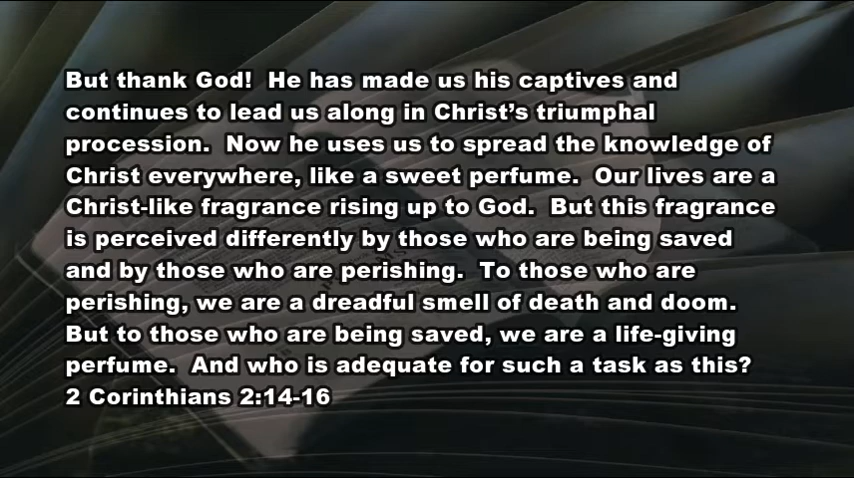 But thank God!  He has made us his captives and
continues to lead us along in Christ’s triumphal
procession.  Now he uses us to spread the knowledge of
Christ everywhere, like a sweet perfume.  Our lives are a
Christ-like fragrance rising up to God.  But this fragrance
is perceived differently by those who are being saved
and by those who are perishing.  To those who are
perishing, we are a dreadful smell of death and doom.
But to those who are being saved, we are a life-giving
perfume.  And who is adequate for such a task as this?
2 Corinthians 2:14-16